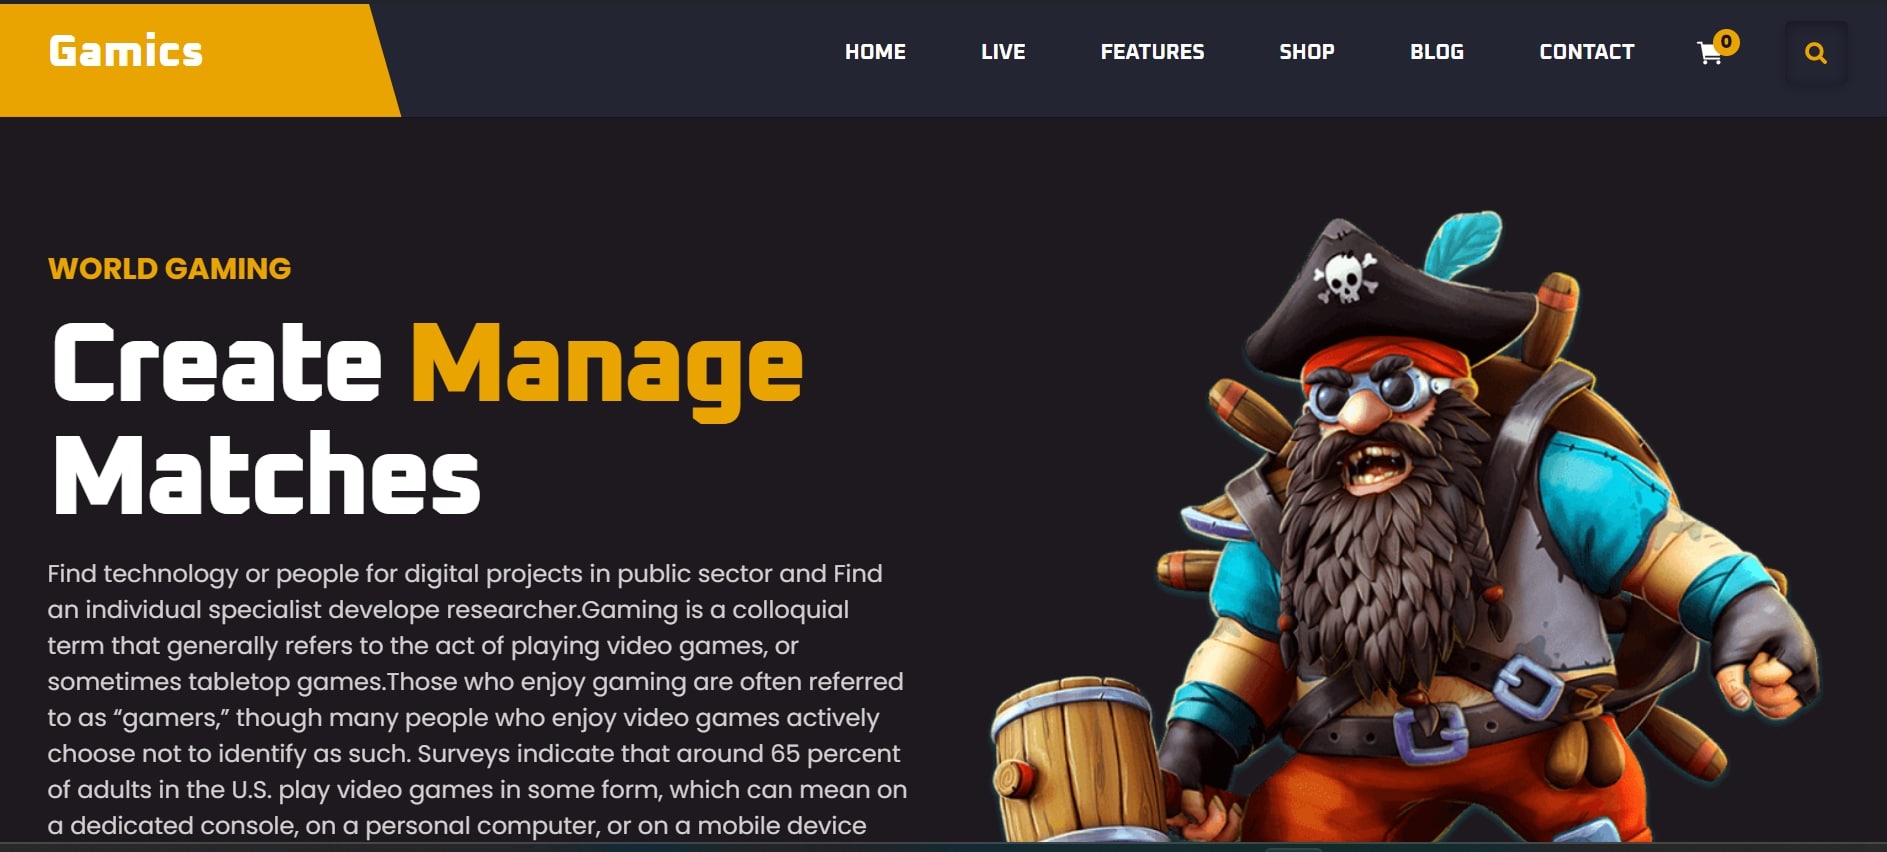 Gamics
HOME LIVE FEATURES SHOP BLOG CONTACT 0
WORLD GAMING
Create Manage
Matches
Find technology or people for digital projects in public sector and Find
an individual specialist develope researcher.Gaming is a colloquial
term that generally refers to the act of playing video games, or
sometimes tabletop games.Those who enjoy gaming are often referred
to as “gamers,” though many people who enjoy video games actively
choose not to identify as such. Surveys indicate that around 65 percent
of adults in the U.S. play video games in some form, which can mean on
a dedicated console, on a personal computer, or on a mobile device